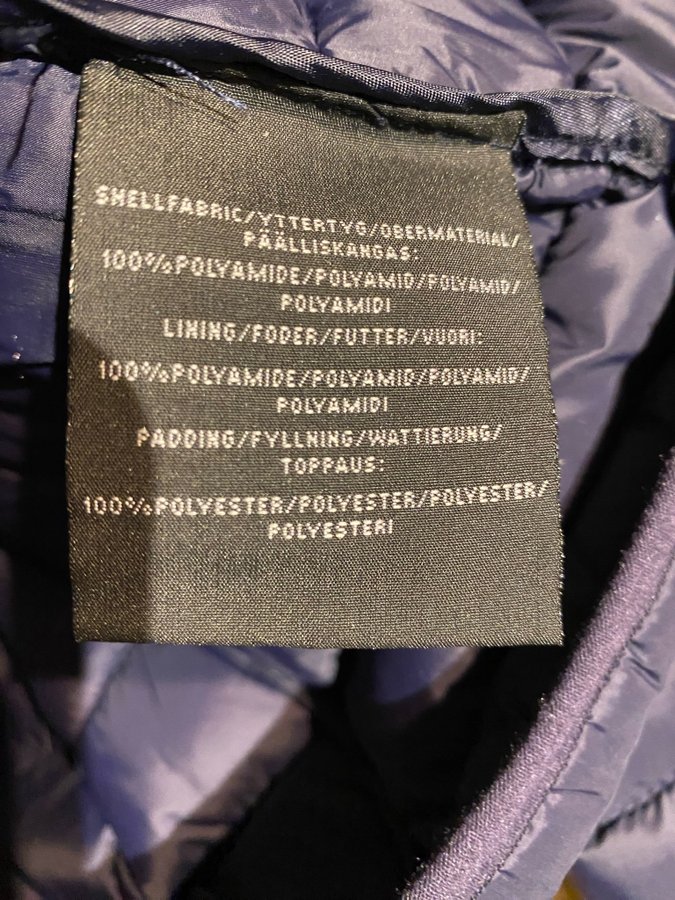 SHELLFABRIC/YTTERTYG/OBERMATERIAL/
PÄÄLLISKANGAS:
100%POLYAMIDE/POLYAMID/POLYAMID/
POLYAMIDI
LINING/FODER/FUTTER/VUORI:
100%POLYAMIDE/POLYAMID/POLYAMID/
POLYAMIDI
PADDING/FYLLNING/WATTIERUNG/
TOPPAUS:
100%POLYESTER/POLYESTER/POLYESTER/
POLYESTERI